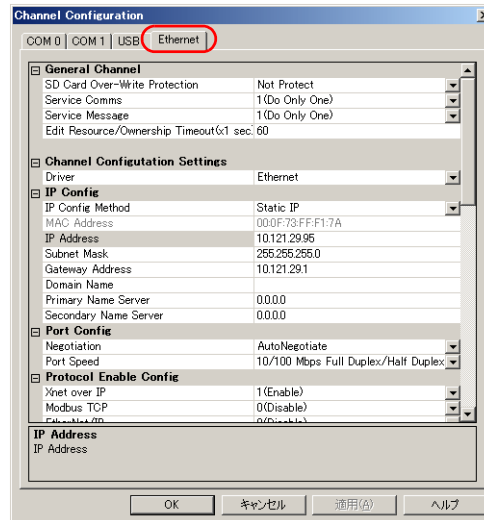 Channel Configuration
COM 0 COM 1 USB Ethernet
General Channel
SD Card Over-Write Protection Not Protect
Service Comms 1(Do Only One)
Service Message 1(Do Only One)
Edit Resource/Ownership Timeout(x1 sec. 60
Channel Configutation Settings
Driver Ethernet
IP Config
IP Config Method Static IP
MAC Address 00:0F:73:FF:F1:7A
IP Address 10.121.29.95
Subnet Mask 255.255.255.0
Gateway Address 10.121.29.1
Domain Name
Primary Name Server 0.0.0.0
Secondary Name Server 0.0.0.0
Port Config
Negotiation AutoNegotiate
Port Speed 10/100 Mbps Full Duplex/Half Duplex
Protocol Enable Config
Xnet over IP 1(Enable)
Modbus TCP 0(Disable)
EtherNet/IP 0(Disable)
IP Address
IP Address
OK キャンセル 適用(A) ヘルプ